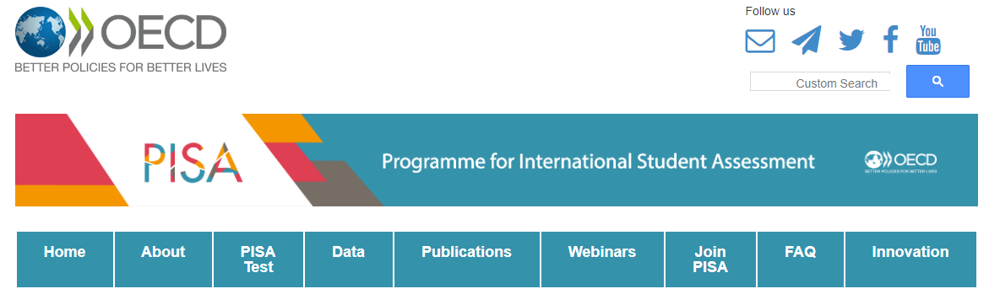 Follow us
OECD
BETTER POLICIES FOR BETTER LIVES
You
Tube
Custom Search
PISA
Programme for International Student Assessment
OECD
BETTER POLICIES FOR BETTER LIVES
Home
About
PISA
Test
Data
Publications
Webinars
Join
PISA
FAQ
Innovation